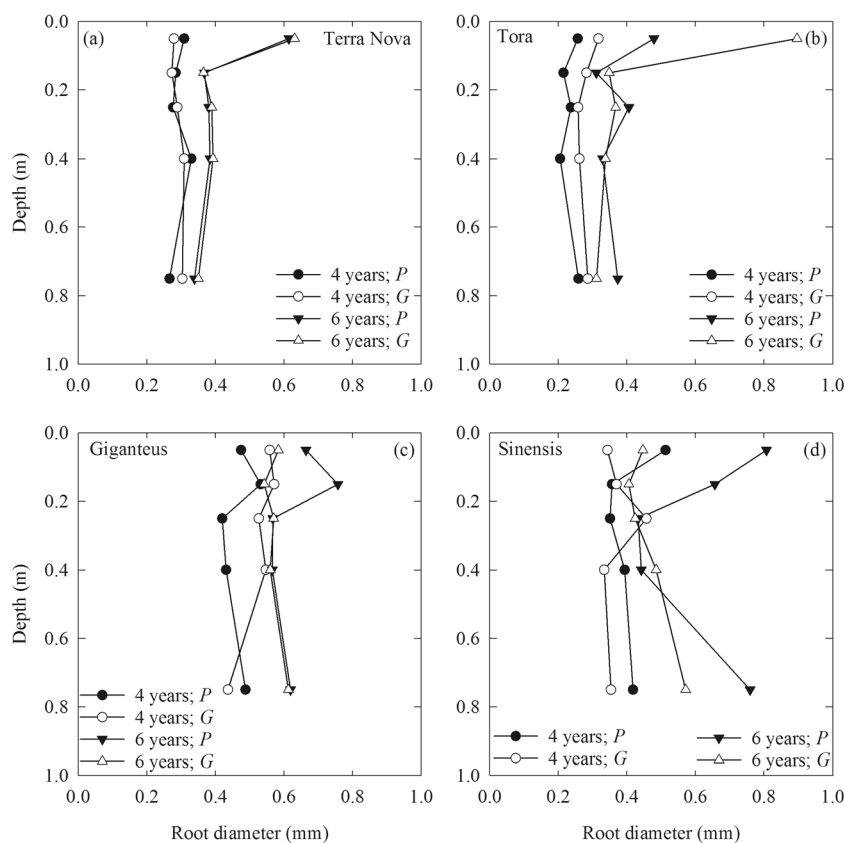 (a) Terra Nova
0.0
0.2
0.4
0.6
0.8
1.0
Depth (m)
4 years; P
4 years; G
6 years; P
6 years; G
0.0 0.2 0.4 0.6 0.8 1.0
Tora (b)
0.0
0.2
0.4
0.6
0.8
1.0
4 years; P
4 years; G
6 years; P
6 years; G
0.0 0.2 0.4 0.6 0.8 1.0
Giganteus (c)
0.0
0.2
0.4
0.6
0.8
1.0
Depth (m)
4 years; P
4 years; G
6 years; P
6 years; G
0.0 0.2 0.4 0.6 0.8 1.0
Root diameter (mm)
Sinensis (d)
0.0
0.2
0.4
0.6
0.8
1.0
4 years; P 6 years; P
4 years; G 6 years; G
0.0 0.2 0.4 0.6 0.8 1.0
Root diameter (mm)